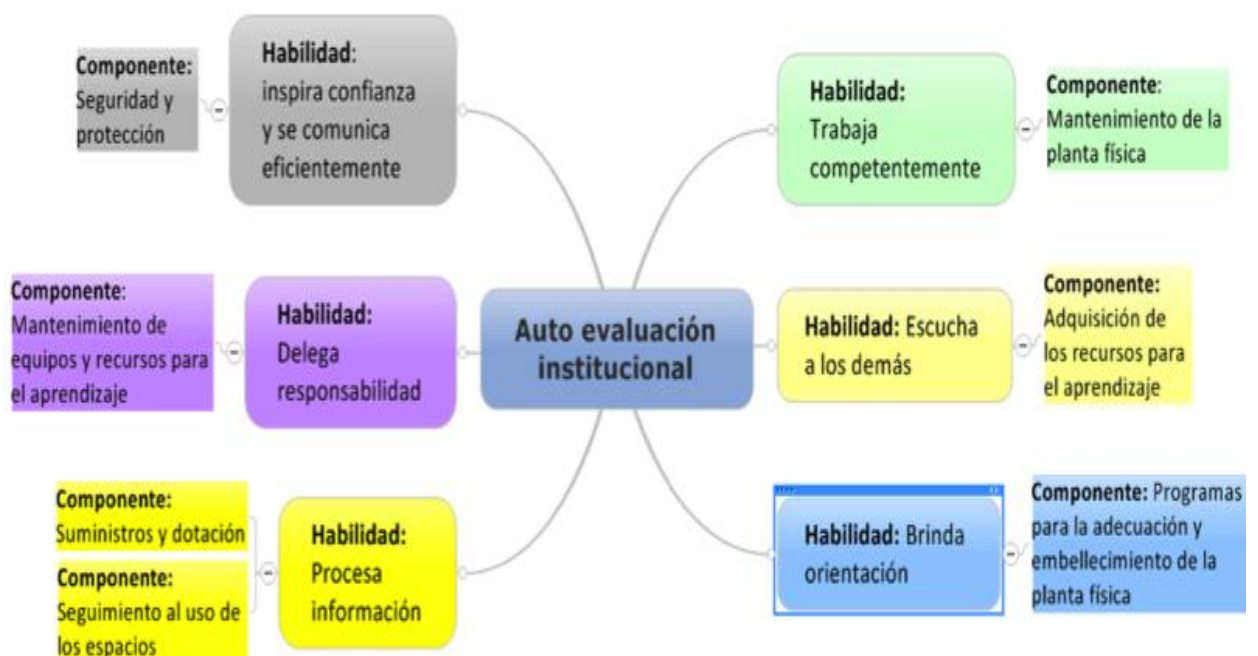 Componente:
Seguridad y
protección
Habilidad:
inspira confianza
y se comunica
eficientemente
Habilidad:
Trabaja
competentemente
Componente:
Mantenimiento de la
planta física
Componente:
Mantenimiento de
equipos y recursos para
el aprendizaje
Habilidad:
Delega
responsabilidad
Auto evaluación
institucional
Habilidad: Escucha
a los demás
Componente:
Adquisición de
los recursos para
el aprendizaje
Componente:
Suministros y dotación
Componente:
Seguimiento al uso de
los espacios
Habilidad:
Procesa
información
Habilidad: Brinda
orientación
Componente: Programas
para la adecuación y
embellecimiento de la
planta física